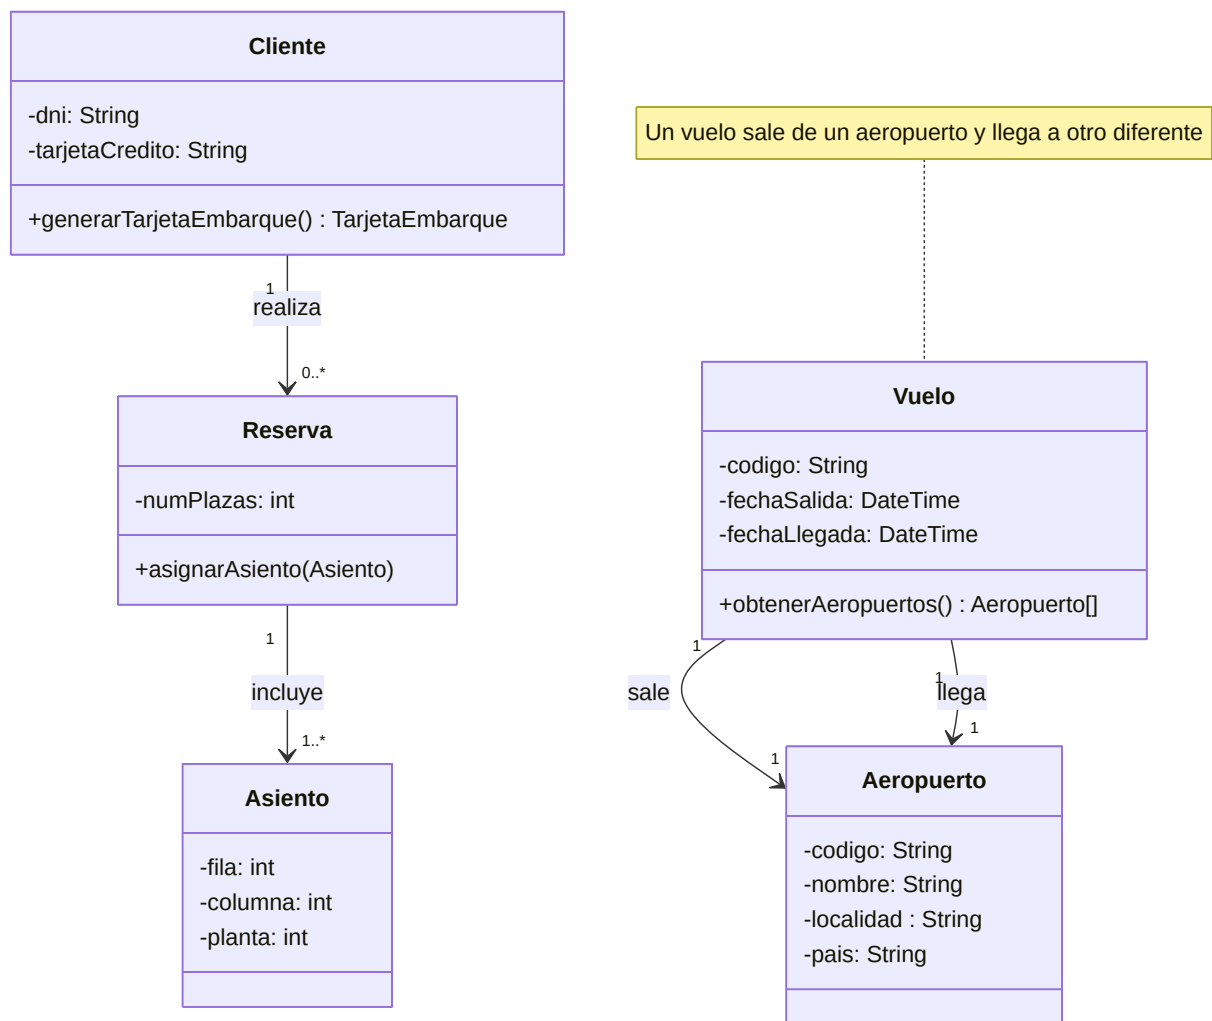 Cliente
-dni: String
-tarjetaCredito: String
+generarTarjetaEmbarque() : TarjetaEmbarque
1
realiza
0..*
Reserva
-numPlazas: int
+asignarAsiento(Asiento)
1
incluye
1..*
Asiento
-fila: int
-columna: int
-planta: int
Un vuelo sale de un aeropuerto y llega a otro diferente
Vuelo
-codigo: String
-fechaSalida: DateTime
-fechaLlegada: DateTime
+obtenerAeropuertos() : Aeropuerto[]
1
sale
1
1
llega
1
Aeropuerto
-codigo: String
-nombre: String
-localidad : String
-pais: String